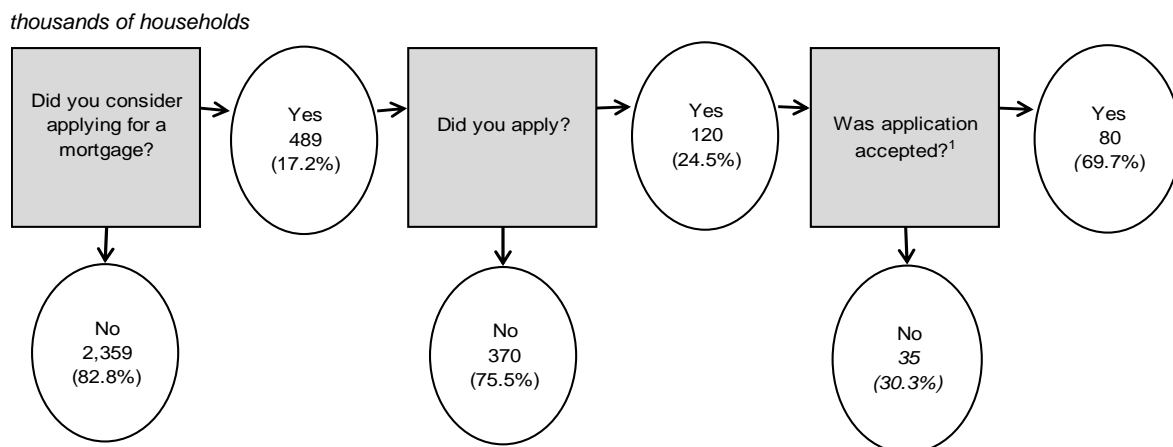 thousands of households
Did you consider
applying for a
mortgage?
Yes
489
(17.2%)
Did you apply?
Yes
120
(24.5%)
Was application
accepted?¹
Yes
80
(69.7%)
No
2,359
(82.8%)
No
370
(75.5%)
No
35
(30.3%)